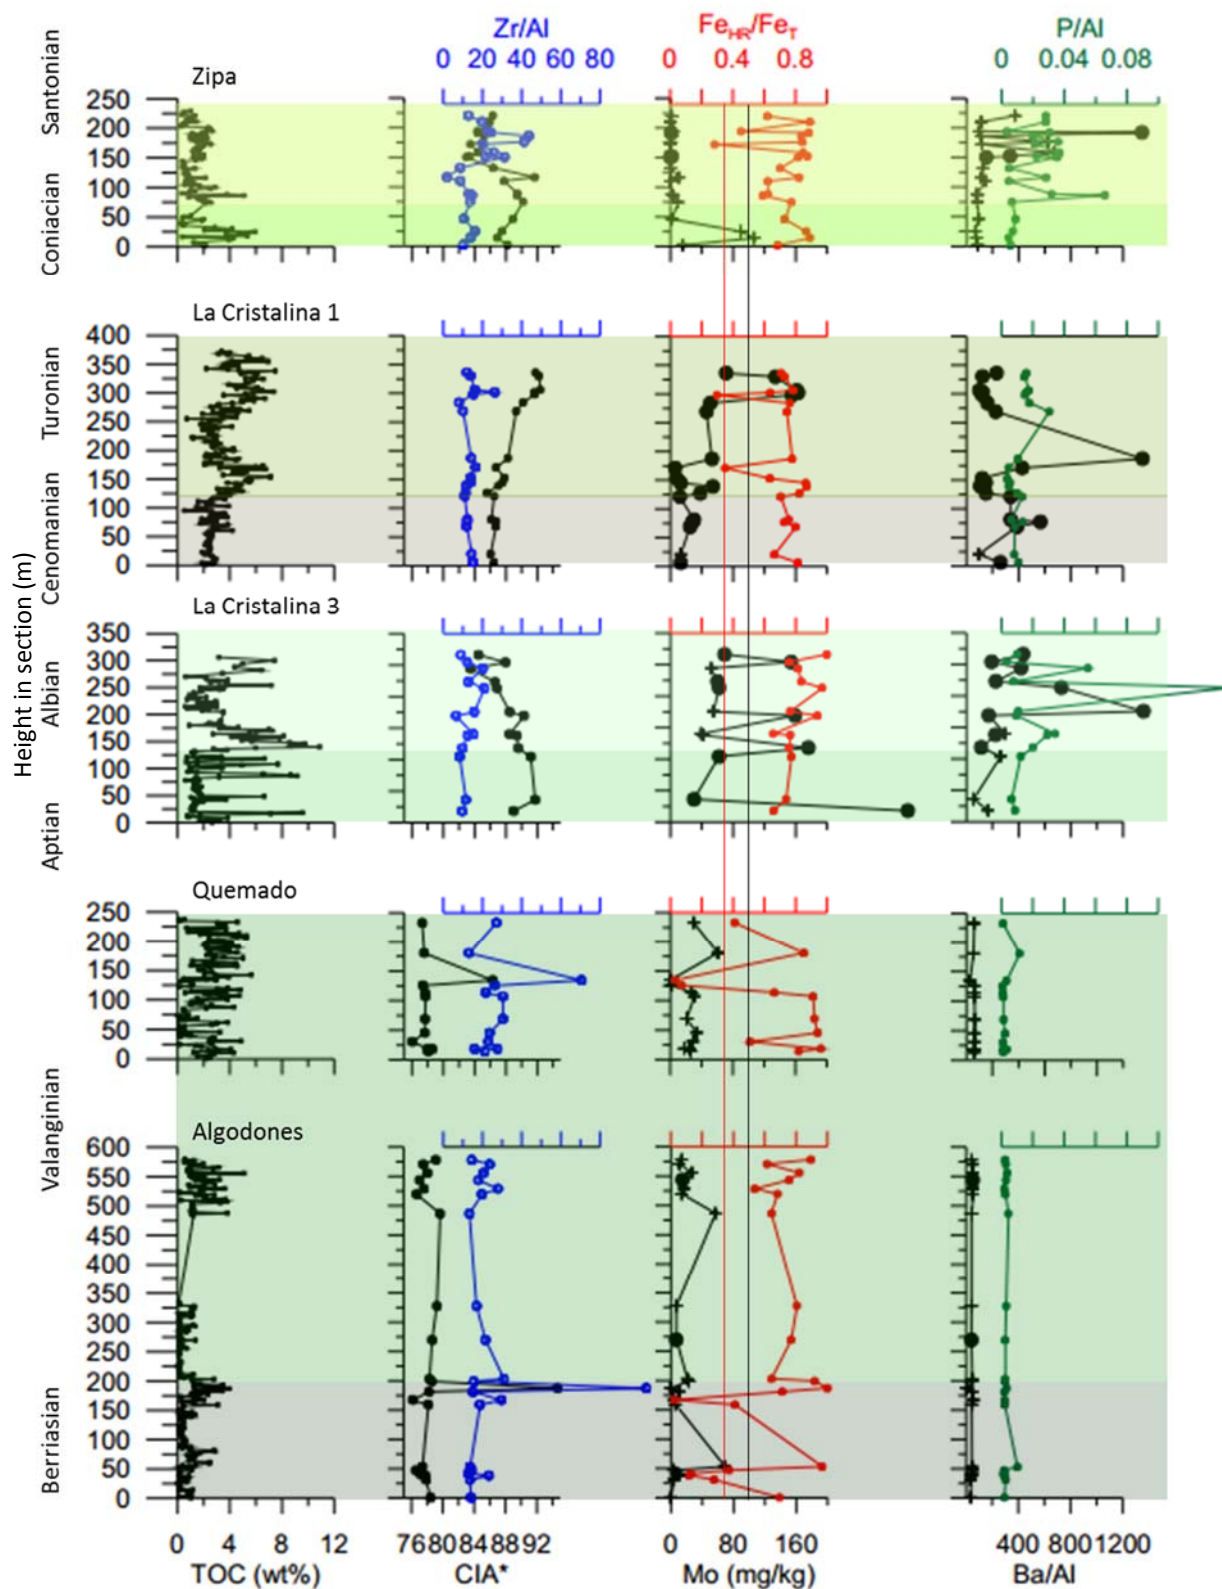 Zr/Al
Fe_HR/Fe_T
P/Al
0 20 40 60 80
0 0.4 0.8
0 0.04 0.08
Santonian
Zipa
250
200
150
100
50
0
Coniacian
La Cristalina 1
400
350
300
250
200
150
100
50
0
Turonian
Cenomanian
La Cristalina 3
350
300
250
200
150
100
50
0
Albian
Aptian
Height in section (m)
Quemado
250
200
150
100
50
0
Valanginian
Algodones
600
550
500
450
400
350
300
250
200
150
100
50
0
Berriasian
0 4 8 12
76 80 84 88 92
0 80 160
400 800 1200
TOC (wt%)
CIA*
Mo (mg/kg)
Ba/Al